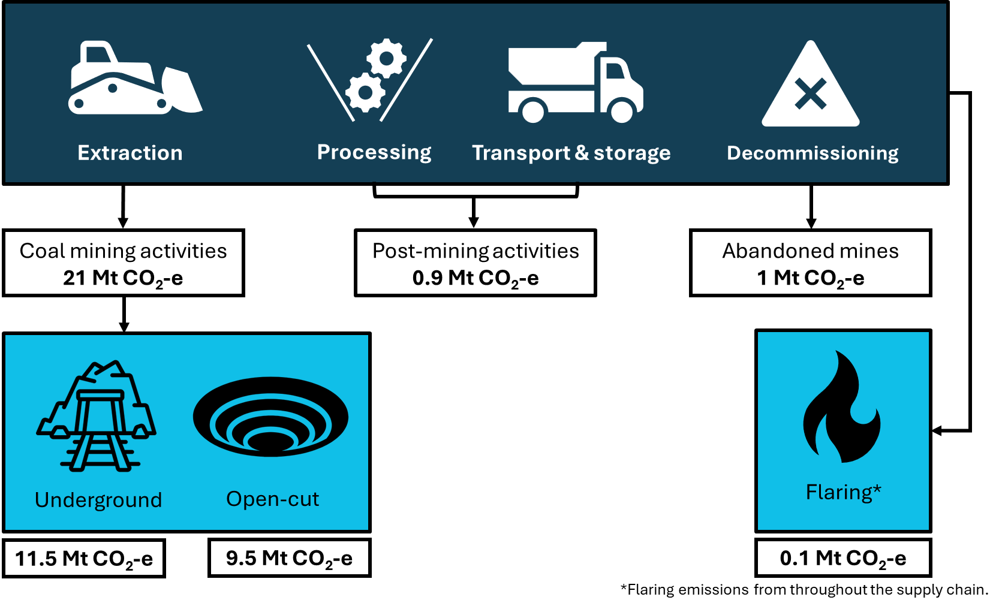 Extraction
Processing
Transport & storage
Decommissioning
Coal mining activities
21 Mt CO₂-e
Post-mining activities
0.9 Mt CO₂-e
Abandoned mines
1 Mt CO₂-e
Underground
Open-cut
Flaring*
11.5 Mt CO₂-e
9.5 Mt CO₂-e
0.1 Mt CO₂-e
*Flaring emissions from throughout the supply chain.